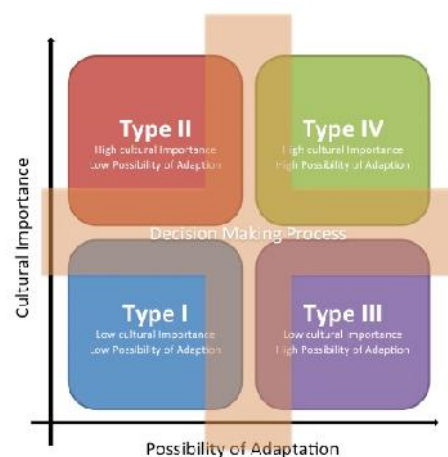 Type II
High cultural Importance
Low Possibility of Adaption
Type IV
High cultural Importance
High Possibility of Adaption
Decision Making Process
Type I
Low cultural Importance
Low Possibility of Adaption
Type III
Low cultural Importance
High Possibility of Adaption
Cultural Importance
Possibility of Adaptation